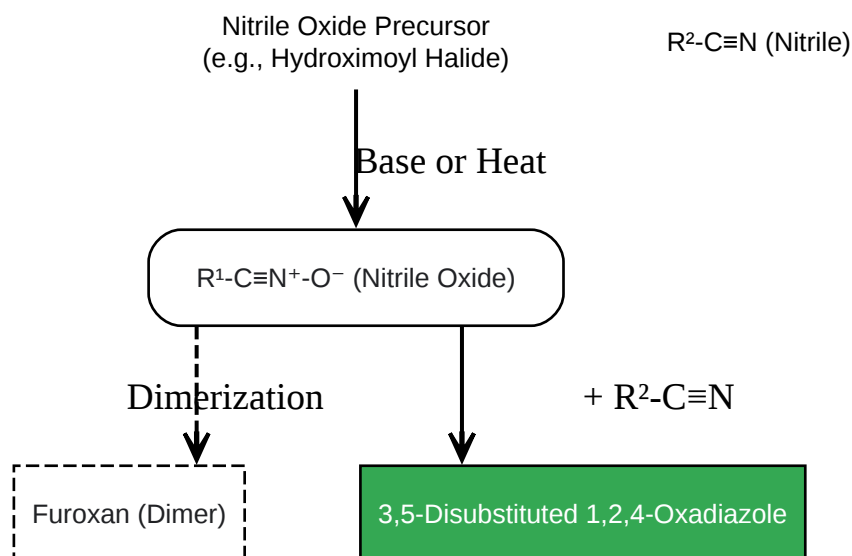 Nitrile Oxide Precursor
(e.g., Hydroximoyl Halide)
R²-C≡N (Nitrile)
Base or Heat
R¹-C≡N⁺-O⁻ (Nitrile Oxide)
Dimerization
+ R²-C≡N
Furoxan (Dimer)
3,5-Disubstituted 1,2,4-Oxadiazole